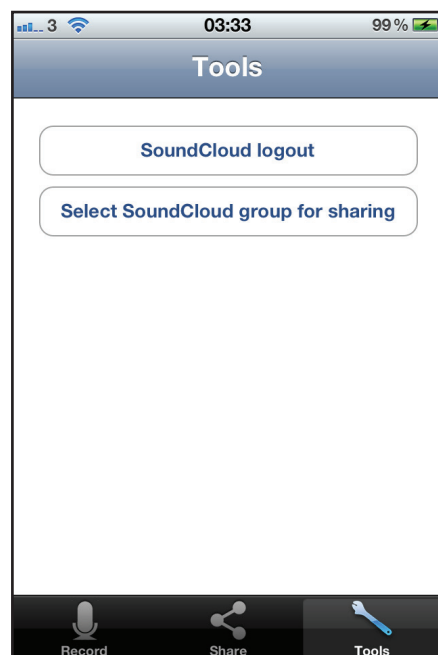 3 03:33 99 %
Tools
SoundCloud logout
Select SoundCloud group for sharing
Record Share Tools